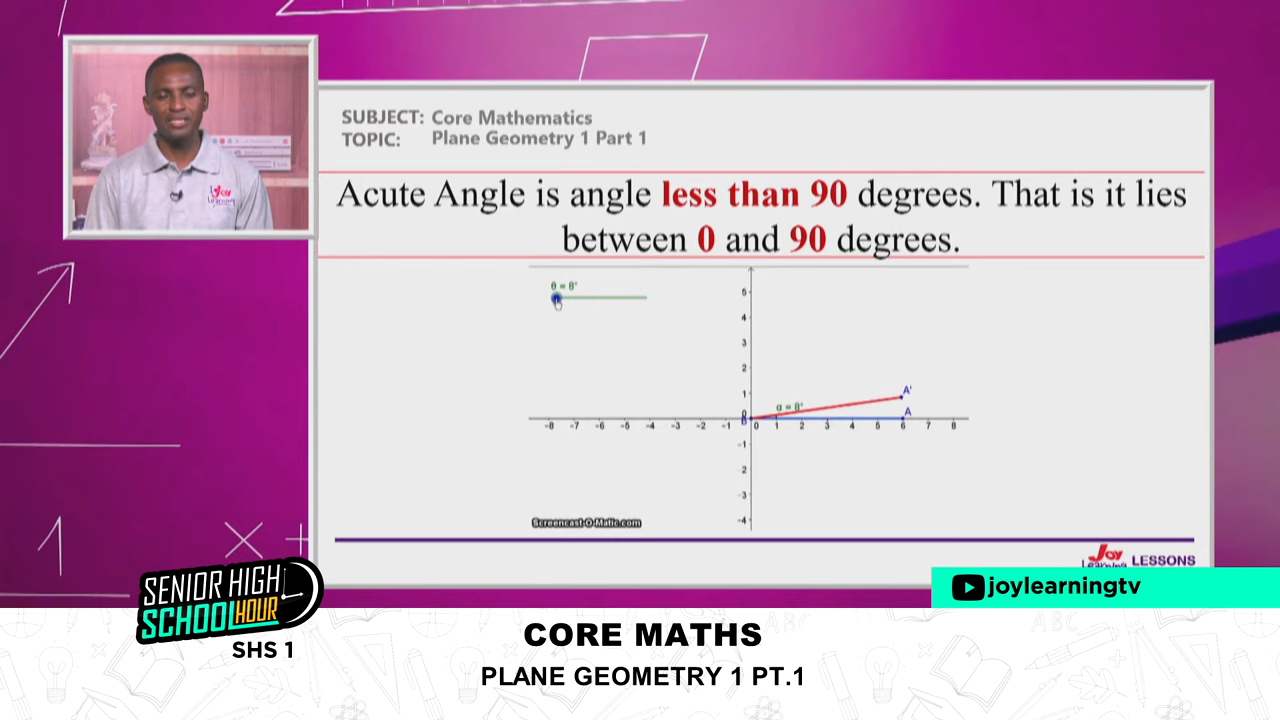 SUBJECT: Core Mathematics
TOPIC: Plane Geometry 1 Part 1
Acute Angle is angle less than 90 degrees. That is it lies
between 0 and 90 degrees.
θ = 8°
5
4
3
2
1
0
A'
α = 8°
A
B
-8 -7 -6 -5 -4 -3 -2 -1 0 1 2 3 4 5 6 7 8
-1
-2
-3
-4
Screencast-O-Matic.com
Joy
Learning LESSONS
joylearningtv
SENIOR HIGH
SCHOOL HOUR
SHS 1
CORE MATHS
PLANE GEOMETRY 1 PT.1